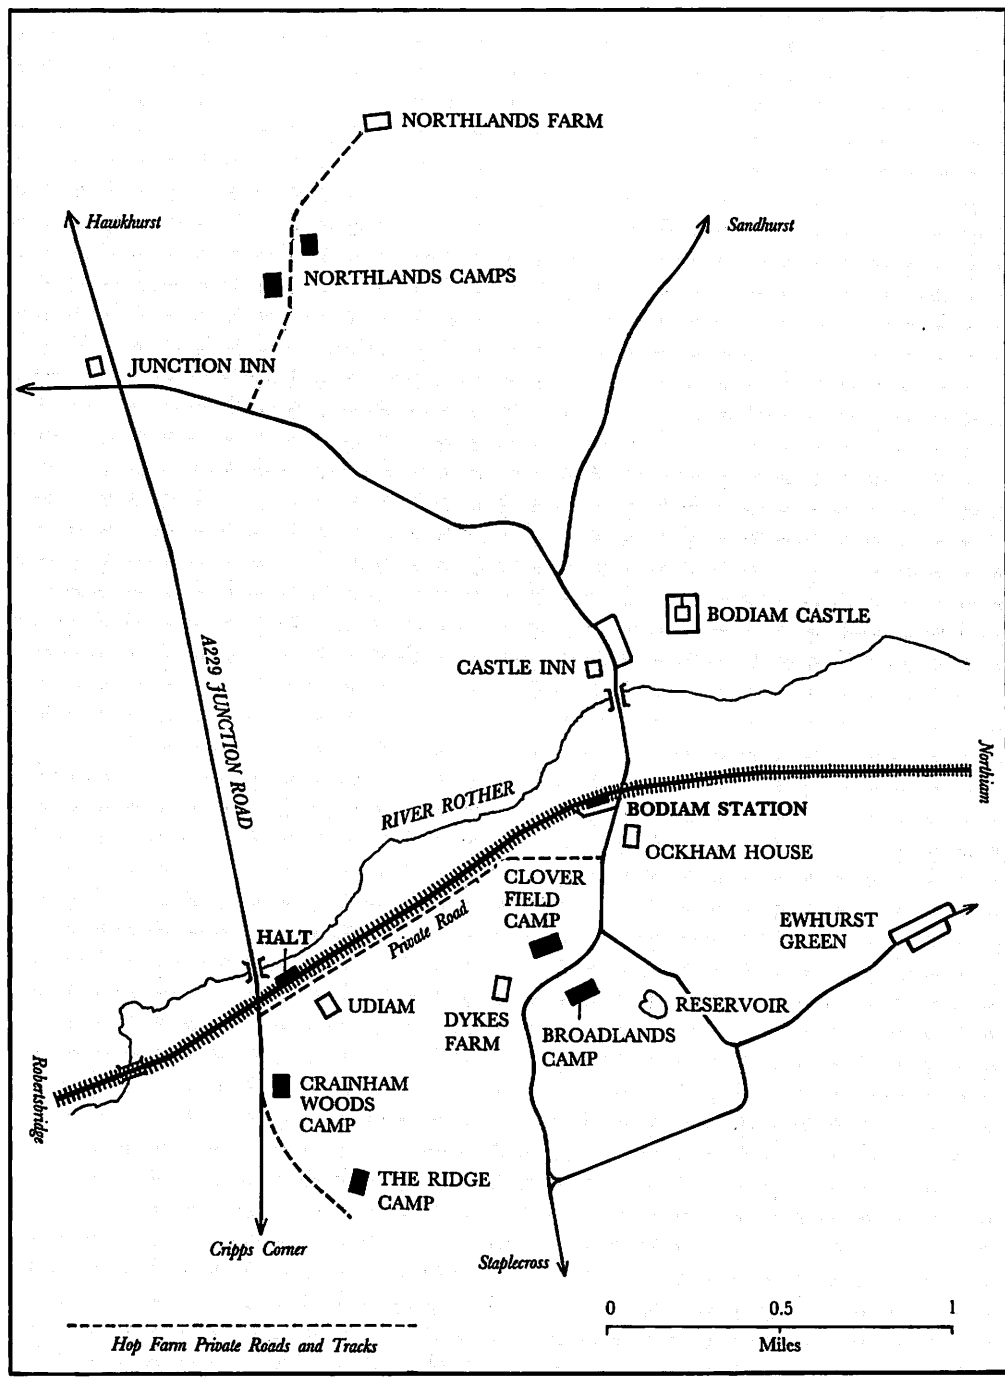 NORTHLANDS FARM
Hawkhurst
Sandhurst
NORTHLANDS CAMPS
JUNCTION INN
BODIAM CASTLE
A229 JUNCTION ROAD
CASTLE INN
Northiam
RIVER ROTHER
BODIAM STATION
OCKHAM HOUSE
CLOVER
FIELD
CAMP
Private Road
EWHURST
GREEN
HALT
UDIAM
DYKES
FARM
BROADLANDS
CAMP
RESERVOIR
Robertsbridge
CRAINHAM
WOODS
CAMP
THE RIDGE
CAMP
Cripps Corner
Staplecross
0 0.5 1
Miles
Hop Farm Private Roads and Tracks